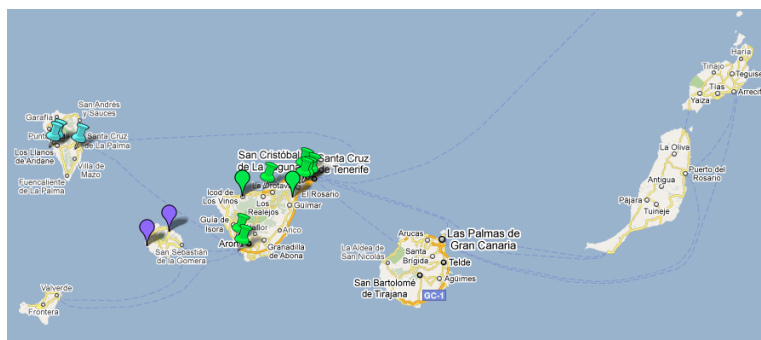 Haría
Tinajo
Teguise
Tías
Arrecif
Yaiza
San Andrés
y Sauces
Garafía
Punta
Santa Cruz
de La Palma
Los Llanos
de Aridane
Villa de
Mazo
Fuencaliente
de La Palma
San Cristóbal
de La Laguna
Santa Cruz
de Tenerife
La Orotava
El Rosario
Icod de
Los Vinos
Los
Realejos
Güimar
Guía de
Isora
Arico
Arona
Granadilla
de Abona
San Sebastián
de la Gomera
Valverde
Frontera
La Oliva
Puerto del
Rosario
Antigua
Pájara
Tuineje
Arucas
Las Palmas de
Gran Canaria
La Aldea de
San Nicolás
Santa
Brígida
Telde
Agüimes
San Bartolomé
de Tirajana
GC-1